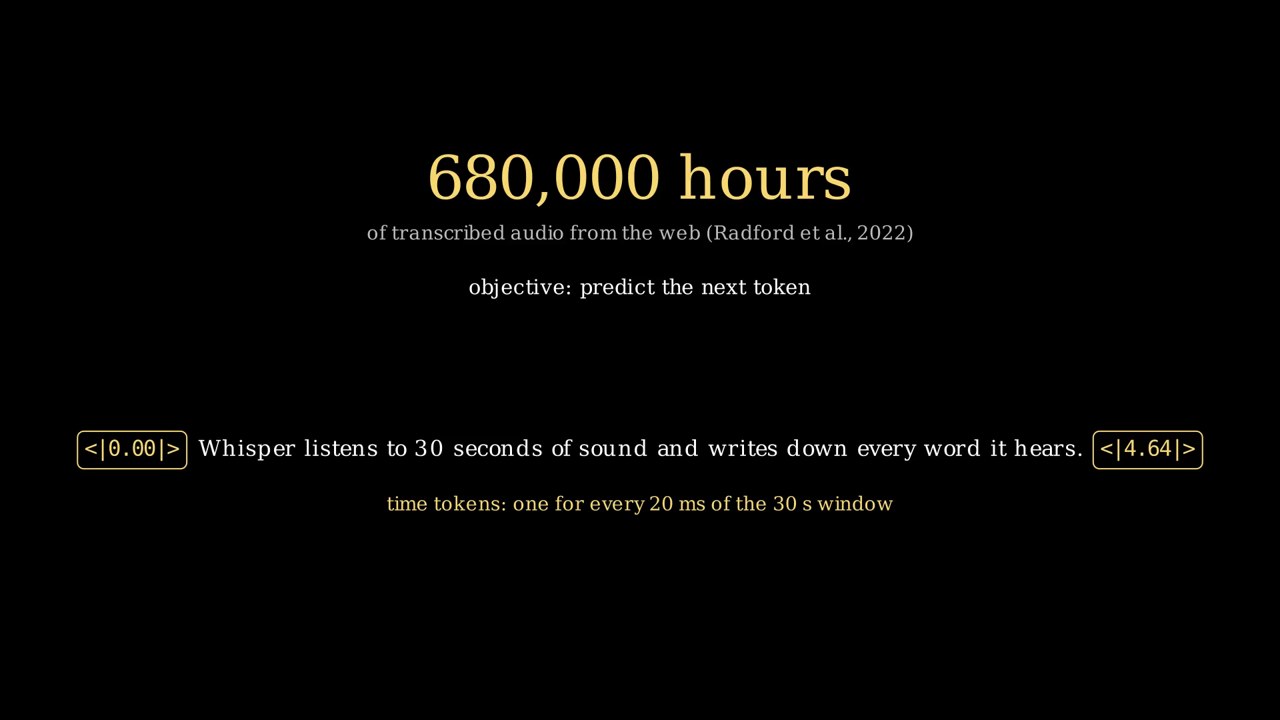 680,000 hours
of transcribed audio from the web (Radford et al., 2022)
objective: predict the next token
<|0.00|> Whisper listens to 30 seconds of sound and writes down every word it hears. <|4.64|>
time tokens: one for every 20 ms of the 30 s window